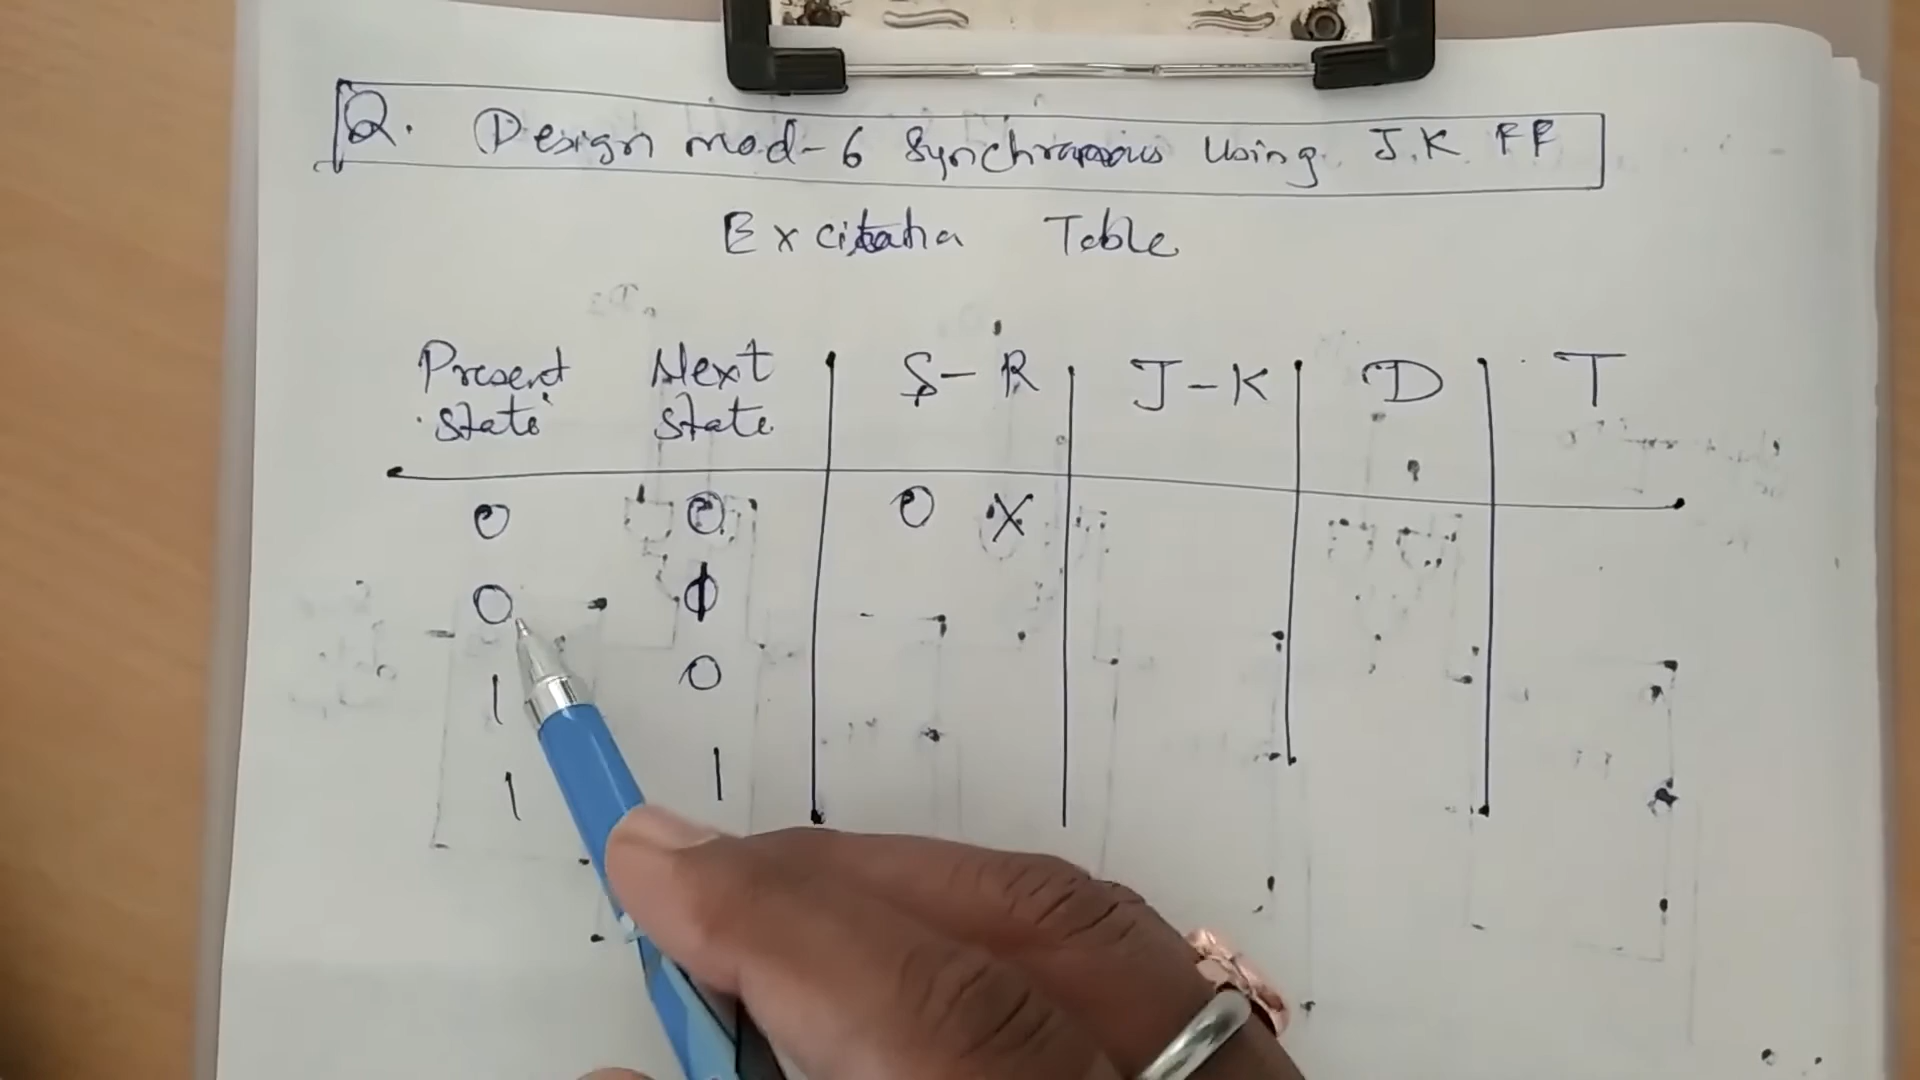 Q. Design mod-6 Synchronous Using J.K FF
Excitation Table
Present state Next state S-R J-K D T
0 0 0 X
0 1
1 0
1 1